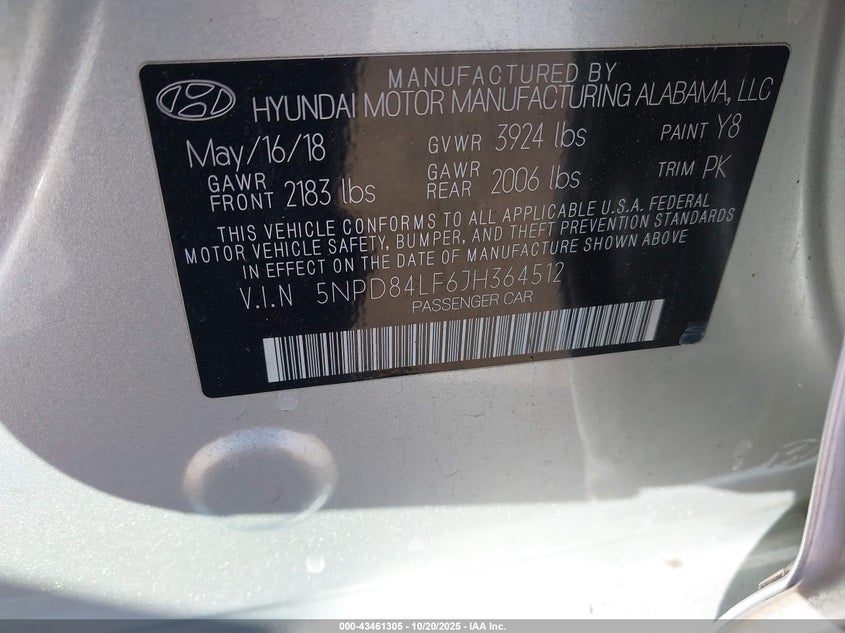 MANUFACTURED BY
HYUNDAI MOTOR MANUFACTURING ALABAMA, LLC
May/16/18 GVWR 3924 lbs PAINT Y8
GAWR FRONT 2183 lbs GAWR REAR 2006 lbs TRIM PK
THIS VEHICLE CONFORMS TO ALL APPLICABLE U.S.A. FEDERAL
MOTOR VEHICLE SAFETY, BUMPER, AND THEFT PREVENTION STANDARDS
IN EFFECT ON THE DATE OF MANUFACTURE SHOWN ABOVE
V.I.N 5NPD84LF6JH364512
PASSENGER CAR
000-43461305 - 10/20/2025 - IAA Inc.